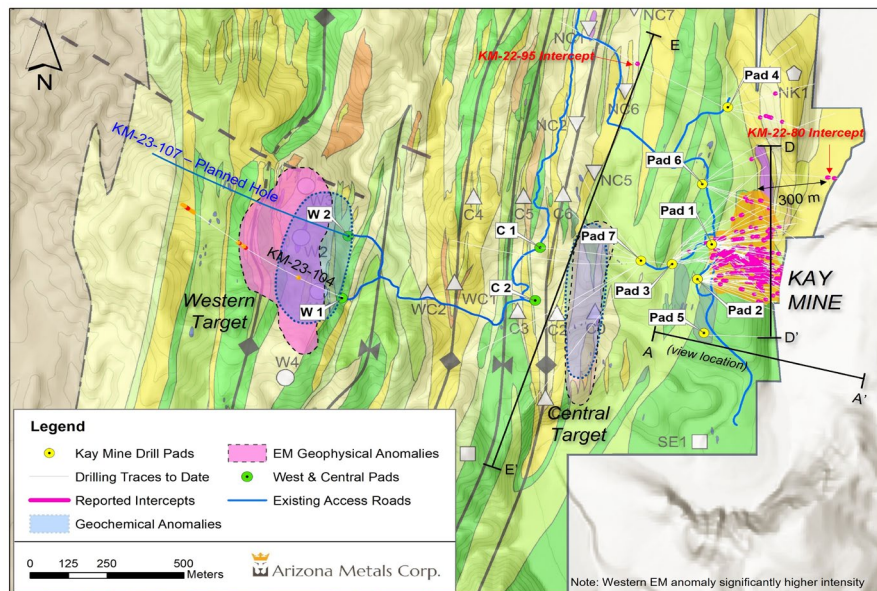 N
NC1
NC7
E
KM-22-95 Intercept
Pad 4
NK1
NC6
KM-22-80 Intercept
NC2
D
KM-23-107 – Planned Hole
Pad 6
NC5
300 m
Pad 1
C4
C5
C6
W 2
W2
C 1
Pad 7
KM-23-104
KAY
MINE
C 2
Pad 3
Western
Target
WC1
W 1
WC2
C3
C2
C9
Pad 2
Pad 5
D'
A
(view location)
W4
A'
Central
Target
SE1
E'
Legend
Kay Mine Drill Pads
EM Geophysical Anomalies
Drilling Traces to Date
West & Central Pads
Reported Intercepts
Existing Access Roads
Geochemical Anomalies
0 125 250 500
Meters
Arizona Metals Corp.
Note: Western EM anomaly significantly higher intensity